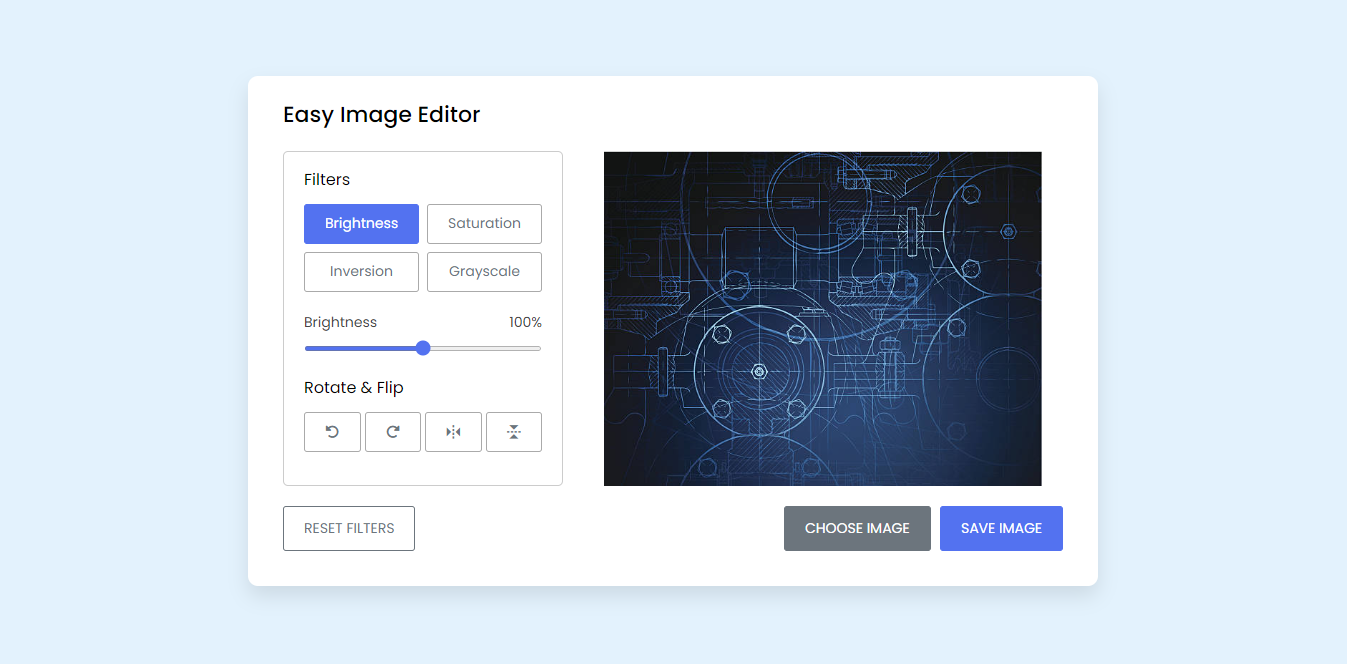 Easy Image Editor
Filters
Brightness
Saturation
Inversion
Grayscale
Brightness 100%
Rotate & Flip
RESET FILTERS
CHOOSE IMAGE
SAVE IMAGE